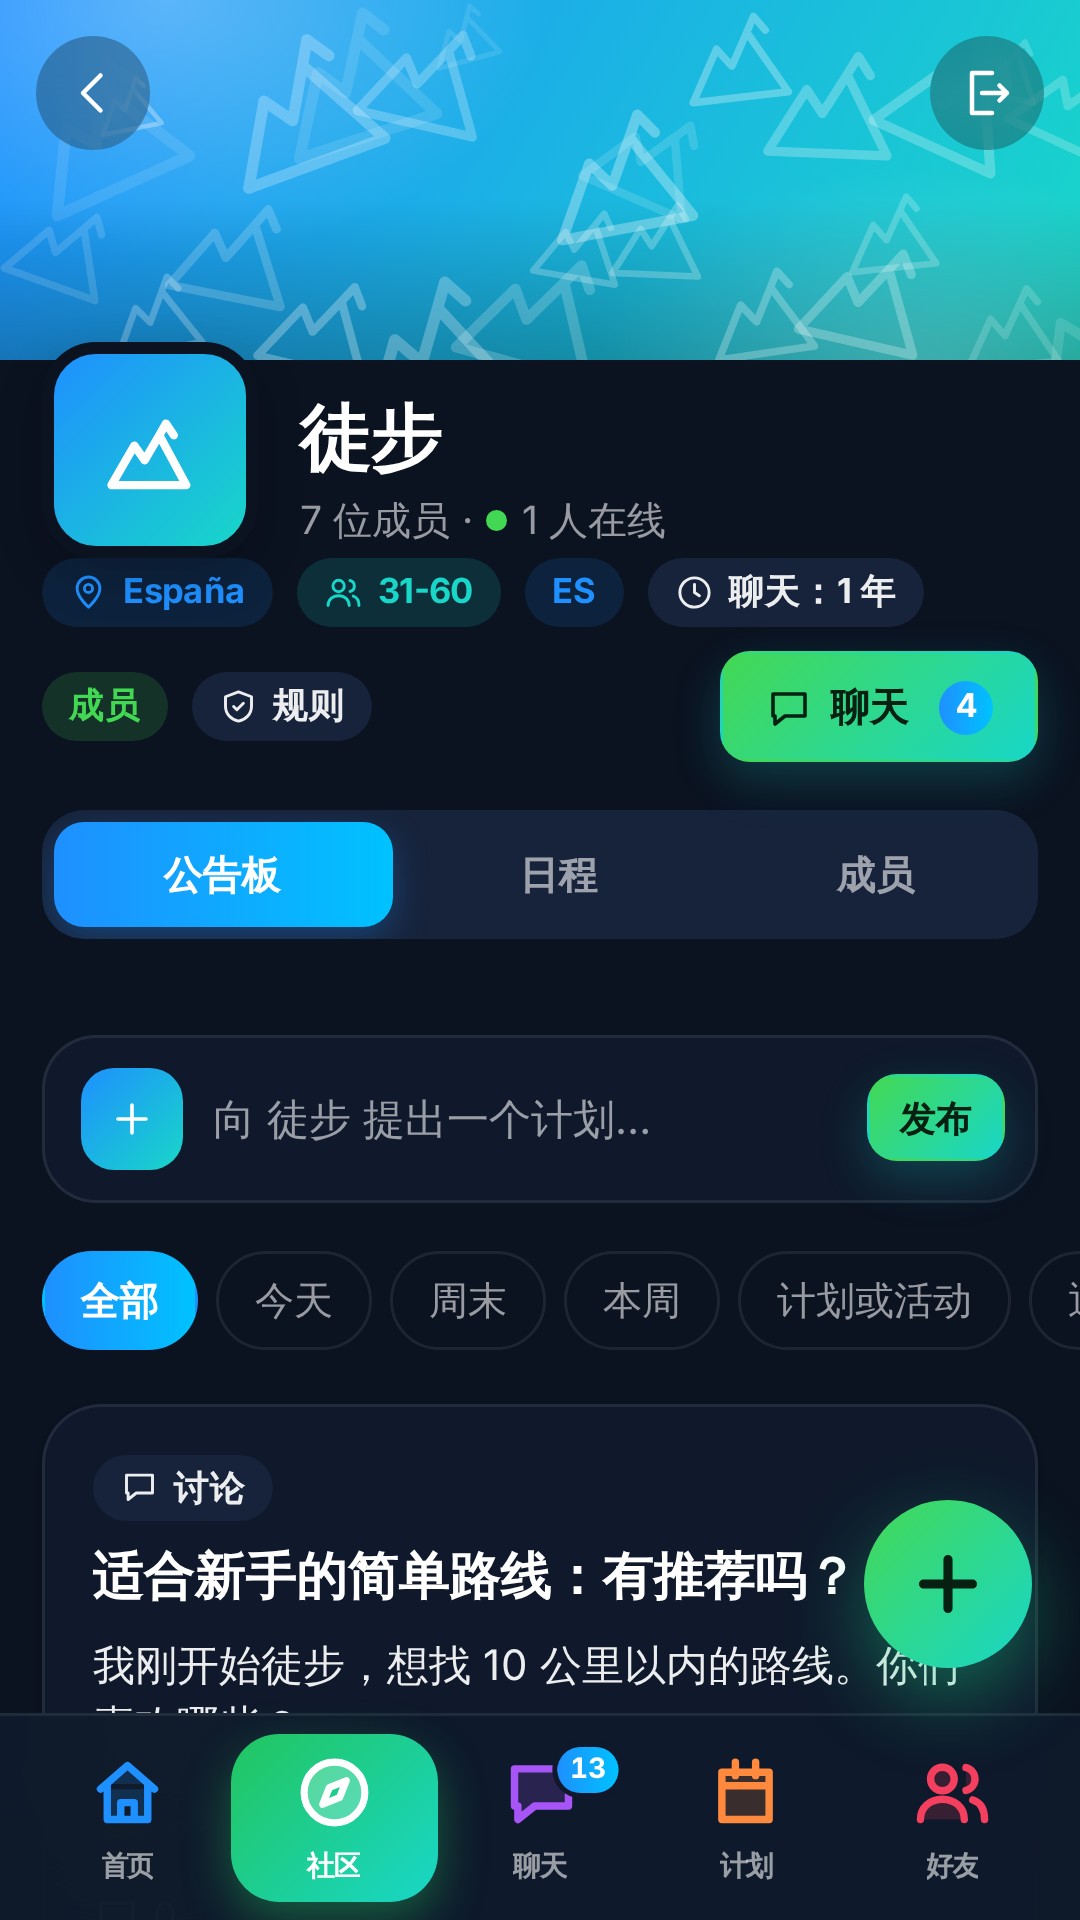 徒步
7 位成员 · 1 人在线
España
31-60
ES
聊天：1 年
成员
规则
聊天 4
公告板
日程
成员
向 徒步 提出一个计划...
发布
全部
今天
周末
本周
计划或活动
讨论
适合新手的简单路线：有推荐吗？
我刚开始徒步，想找 10 公里以内的路线。你们
13
首页
社区
聊天
计划
好友